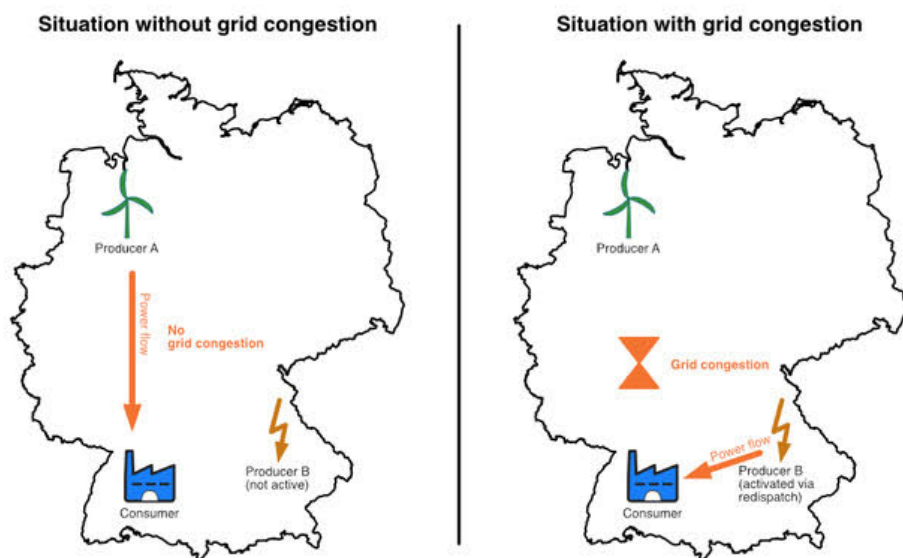 Situation without grid congestion
Producer A
Power flow
No
grid congestion
Producer B
(not active)
Consumer
Situation with grid congestion
Producer A
Grid congestion
Power flow
Producer B
(activated via
redispatch)
Consumer